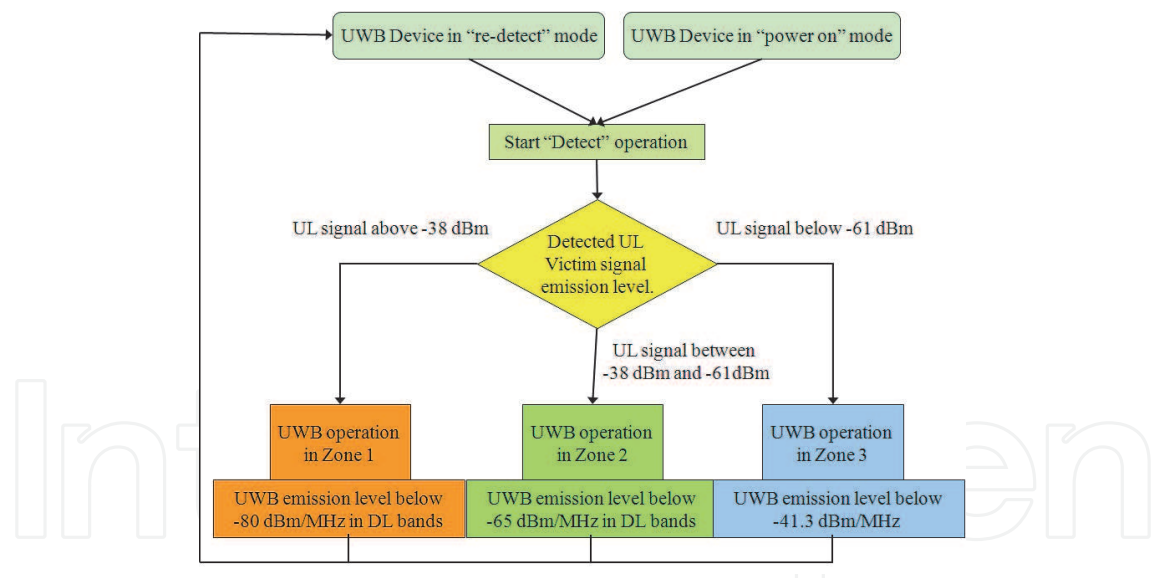 UWB Device in “re-detect” mode
UWB Device in “power on” mode
Start “Detect” operation
UL signal above -38 dBm
Detected UL
Victim signal
emission level.
UL signal below -61 dBm
UL signal between
-38 dBm and -61dBm
UWB operation
in Zone 1
UWB operation
in Zone 2
UWB operation
in Zone 3
UWB emission level below
-80 dBm/MHz in DL bands
UWB emission level below
-65 dBm/MHz in DL bands
UWB emission level below
-41.3 dBm/MHz